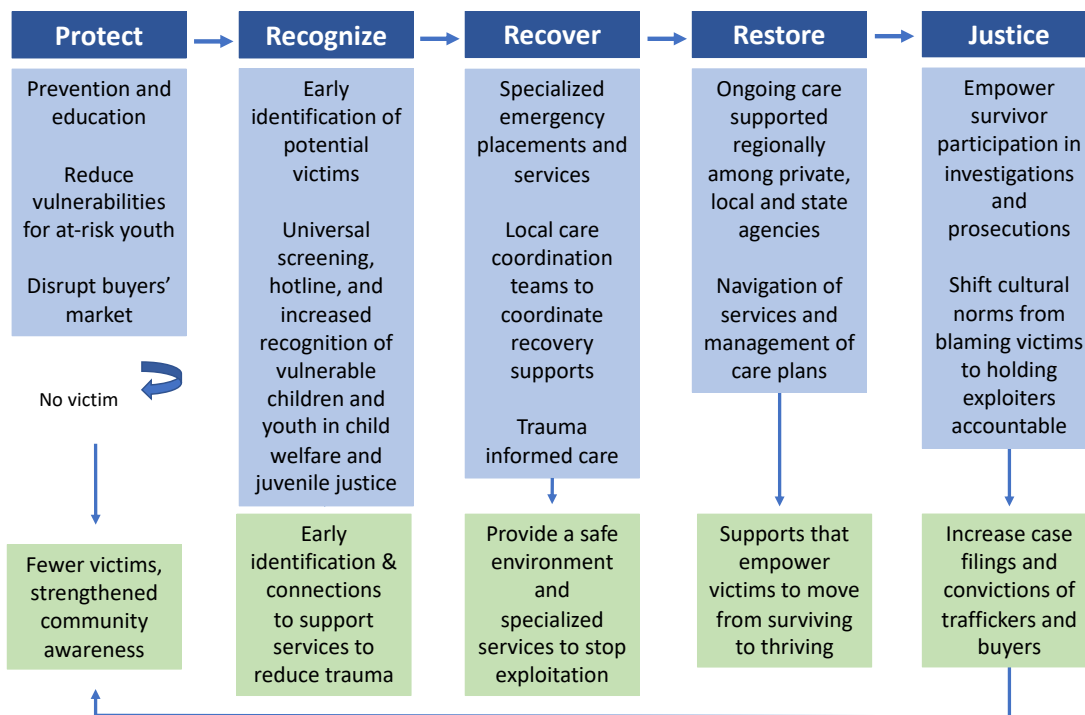 Protect
Recognize
Recover
Restore
Justice
Prevention and
education
Reduce
vulnerabilities
for at-risk youth
Disrupt buyers’
market
No victim
Fewer victims,
strengthened
community
awareness
Early
identification of
potential
victims
Universal
screening,
hotline, and
increased
recognition of
vulnerable
children and
youth in child
welfare and
juvenile justice
Early
identification &
connections
to support
services to
reduce trauma
Specialized
emergency
placements and
services
Local care
coordination
teams to
coordinate
recovery
supports
Trauma
informed care
Provide a safe
environment
and
specialized
services to stop
exploitation
Ongoing care
supported
regionally
among private,
local and state
agencies
Navigation of
services and
management of
care plans
Supports that
empower
victims to move
from surviving
to thriving
Empower
survivor
participation in
investigations
and
prosecutions
Shift cultural
norms from
blaming victims
to holding
exploiters
accountable
Increase case
filings and
convictions of
traffickers and
buyers